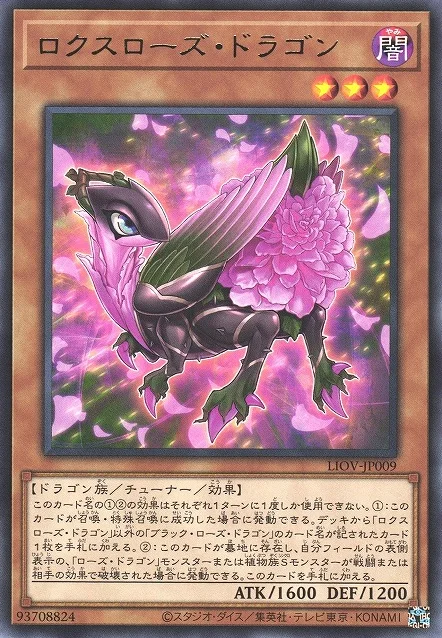 ロクスローズ・ドラゴン
闇
LIOV-JP009
【ドラゴン族/チューナー/効果】
このカード名の①②の効果はそれぞれ1ターンに1度しか使用できない。①:この
カードが召喚・特殊召喚に成功した場合に発動できる。デッキから「ロクス
ローズ・ドラゴン」以外の「ブラック・ローズ・ドラゴン」のカード名が記されたカード
1枚を手札に加える。②:このカードが墓地に存在し、自分フィールドの表側
表示の、「ローズ・ドラゴン」モンスターまたは植物族Sモンスターが戦闘または
相手の効果で破壊された場合に発動できる。このカードを手札に加える。
ATK/1600 DEF/1200
93708824 ©スタジオ・ダイス/集英社・テレビ東京・KONAMI